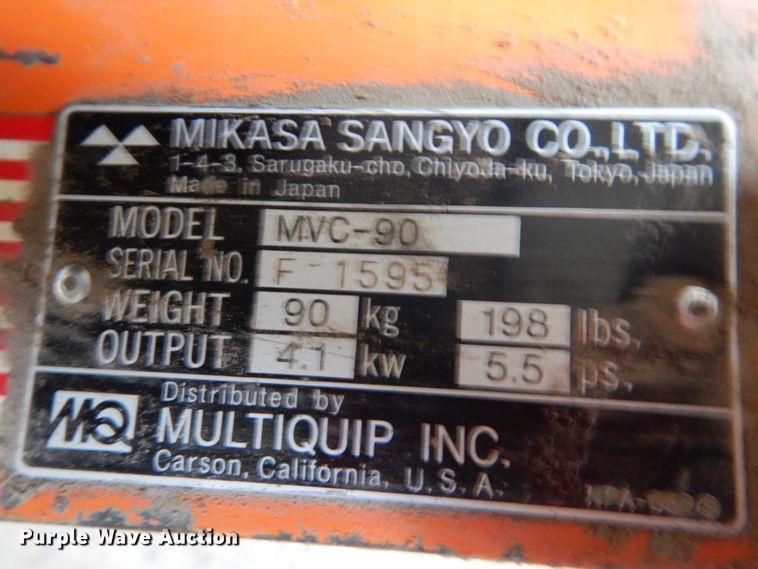 MIKASA SANGYO CO.,LTD.
1-4-3, Sarugaku-cho, Chiyoda-ku, Tokyo, Japan
Made in Japan
MODEL MVC-90
SERIAL NO. F 1595
WEIGHT 90 kg 198 lbs.
OUTPUT 4.1 kw 5.5 ps.
MQ
Distributed by
MULTIQUIP INC.
Carson, California, U.S.A.
Purple Wave Auction